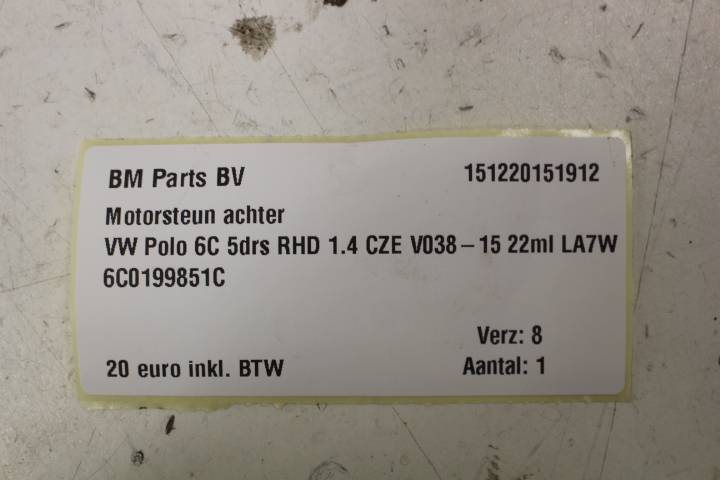 BM Parts BV 151220151912
Motorsteun achter
VW Polo 6C 5drs RHD 1.4 CZE V038-15 22ml LA7W
6C0199851C
Verz: 8
20 euro inkl. BTW Aantal: 1